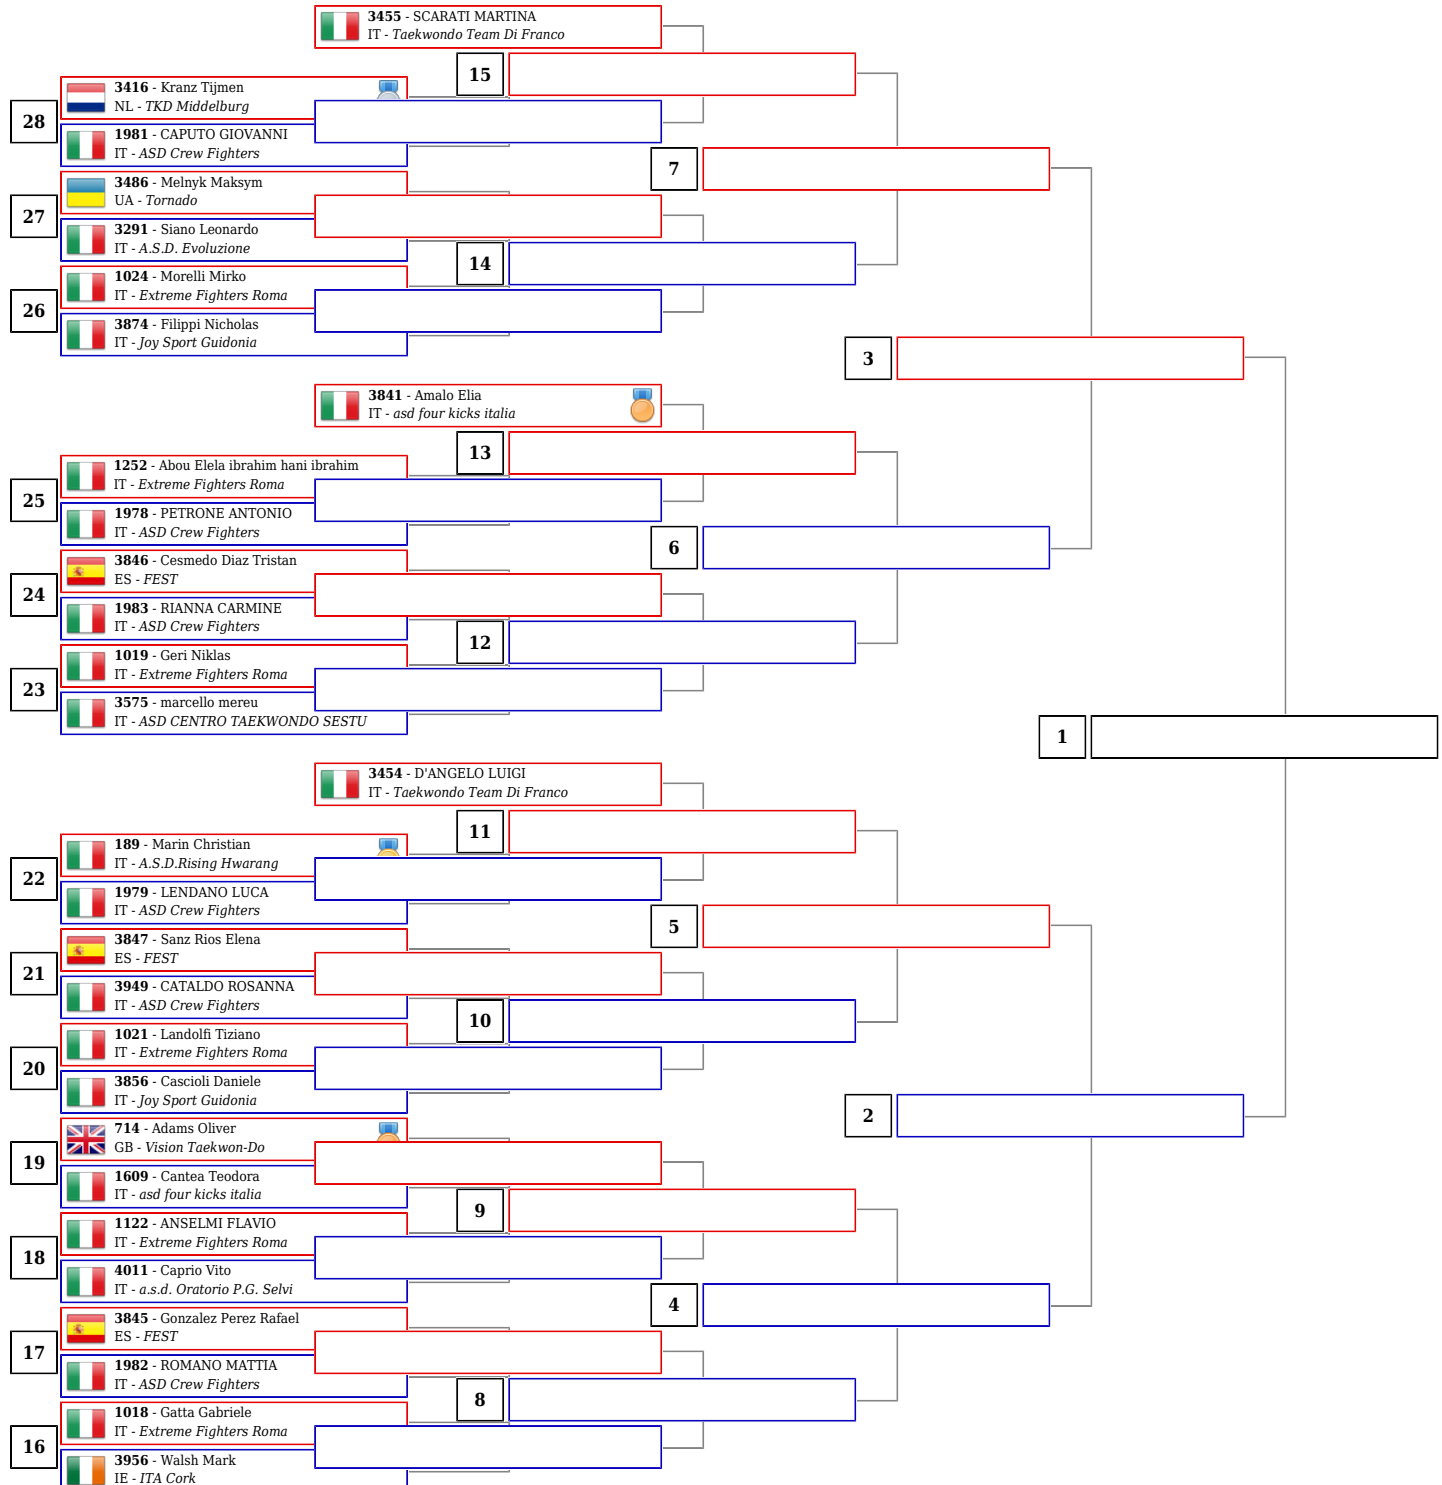 3455 - SCARATI MARTINA
IT - Taekwondo Team Di Franco
15
3416 - Kranz Tijmen
NL - TKD Middelburg
28
1981 - CAPUTO GIOVANNI
IT - ASD Crew Fighters
7
3486 - Melnyk Maksym
UA - Tornado
27
3291 - Siano Leonardo
IT - A.S.D. Evoluzione
14
1024 - Morelli Mirko
IT - Extreme Fighters Roma
26
3874 - Filippi Nicholas
IT - Joy Sport Guidonia
3
3841 - Amalo Elia
IT - asd four kicks italia
13
1252 - Abou Elela ibrahim hani ibrahim
IT - Extreme Fighters Roma
25
1978 - PETRONE ANTONIO
IT - ASD Crew Fighters
6
3846 - Cesmedo Diaz Tristan
ES - FEST
24
1983 - RIANNA CARMINE
IT - ASD Crew Fighters
12
1019 - Geri Niklas
IT - Extreme Fighters Roma
23
3575 - marcello mereu
IT - ASD CENTRO TAEKWONDO SESTU
1
3454 - D'ANGELO LUIGI
IT - Taekwondo Team Di Franco
11
189 - Marin Christian
IT - A.S.D.Rising Hwarang
22
1979 - LENDANO LUCA
IT - ASD Crew Fighters
5
3847 - Sanz Rios Elena
ES - FEST
21
3949 - CATALDO ROSANNA
IT - ASD Crew Fighters
10
1021 - Landolfi Tiziano
IT - Extreme Fighters Roma
20
3856 - Cascioli Daniele
IT - Joy Sport Guidonia
2
714 - Adams Oliver
GB - Vision Taekwon-Do
19
1609 - Cantea Teodora
IT - asd four kicks italia
9
1122 - ANSELMI FLAVIO
IT - Extreme Fighters Roma
18
4011 - Caprio Vito
IT - a.s.d. Oratorio P.G. Selvi
4
3845 - Gonzalez Perez Rafael
ES - FEST
17
1982 - ROMANO MATTIA
IT - ASD Crew Fighters
8
1018 - Gatta Gabriele
IT - Extreme Fighters Roma
16
3956 - Walsh Mark
IE - ITA Cork